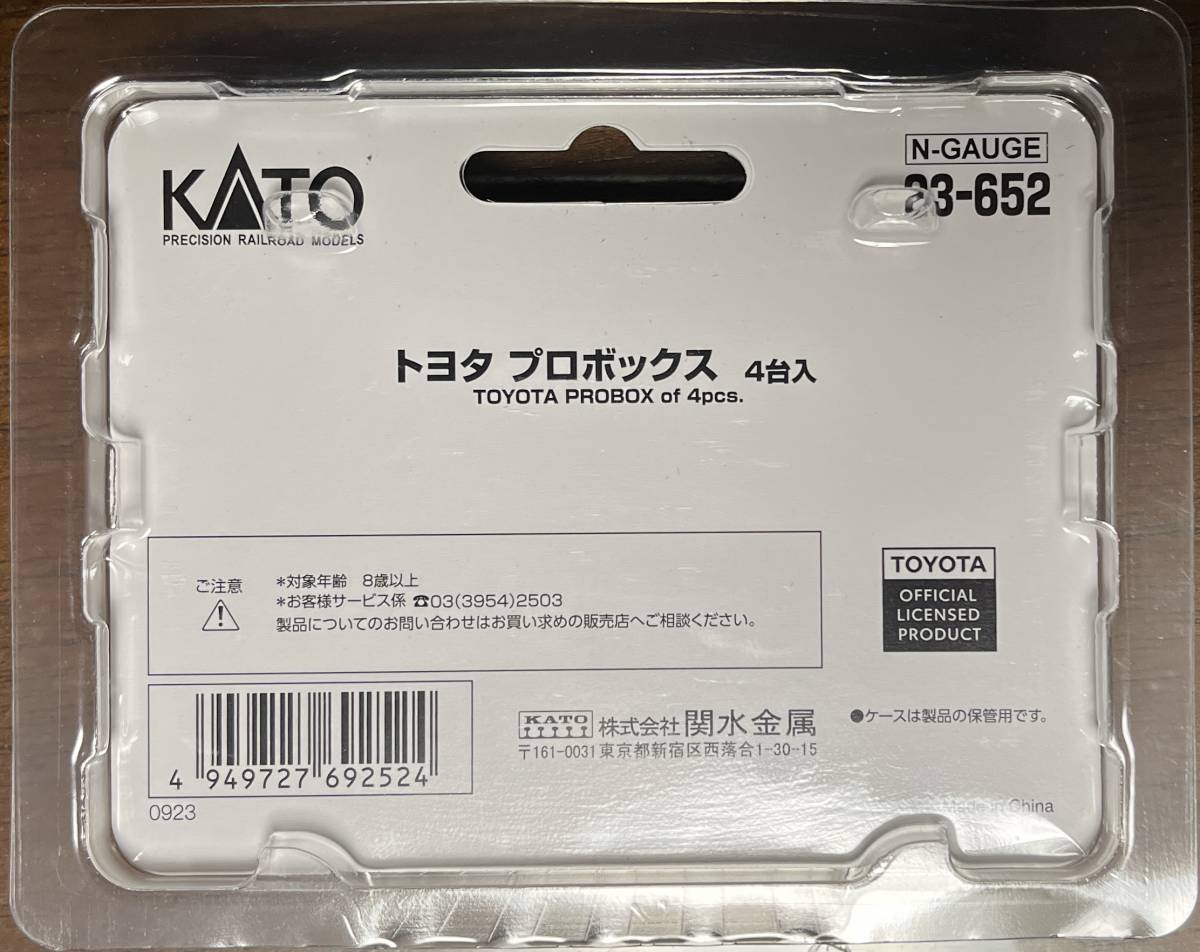 KATO
PRECISION RAILROAD MODELS
N-GAUGE
23-652
トヨタ プロボックス 4台入
TOYOTA PROBOX of 4pcs.
ご注意
*対象年齢 8歳以上
*お客様サービス係 ☎03(3954)2503
製品についてのお問い合わせはお買い求めの販売店へご相談ください。
TOYOTA
OFFICIAL
LICENSED
PRODUCT
4 949727 692524
0923
KATO 株式会社 関水金属
〒161-0031 東京都新宿区西落合1-30-15
●ケースは製品の保管用です。
Made in China